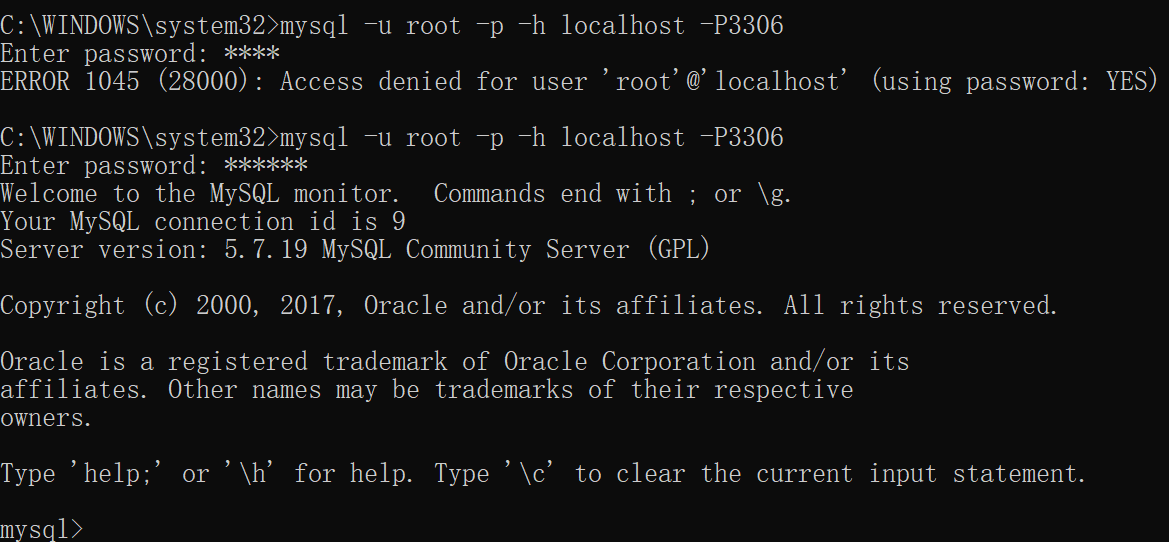 C:\WINDOWS\system32>mysql -u root -p -h localhost -P3306
Enter password: ****
ERROR 1045 (28000): Access denied for user 'root'@'localhost' (using password: YES)
C:\WINDOWS\system32>mysql -u root -p -h localhost -P3306
Enter password: ******
Welcome to the MySQL monitor.  Commands end with ; or \g.
Your MySQL connection id is 9
Server version: 5.7.19 MySQL Community Server (GPL)
Copyright (c) 2000, 2017, Oracle and/or its affiliates. All rights reserved.
Oracle is a registered trademark of Oracle Corporation and/or its
affiliates. Other names may be trademarks of their respective
owners.
Type 'help;' or '\h' for help. Type '\c' to clear the current input statement.
mysql>